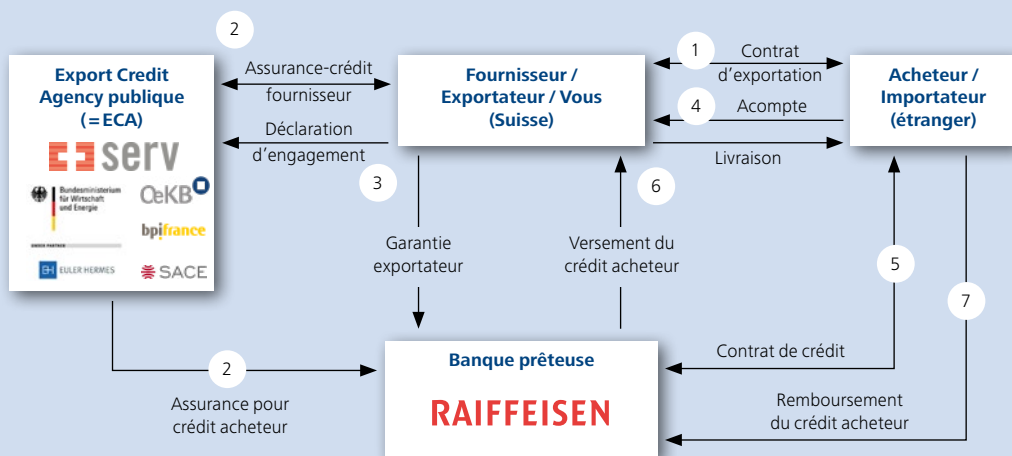 2
Export Credit
Agency publique
(=ECA)
serv
Bundesministerium
für Wirtschaft
und Energie
OeKB
bpifrance
UNSER PARTNER
EH EULER HERMES
SACE
Assurance-crédit
fournisseur
Déclaration
d'engagement
3
Fournisseur /
Exportateur / Vous
(Suisse)
1
Contrat
d'exportation
4
Acompte
Livraison
Acheteur /
Importateur
(étranger)
6
Garantie
exportateur
Versement du
crédit acheteur
5
7
2
Assurance pour
crédit acheteur
Banque prêteuse
RAIFFEISEN
Contrat de crédit
Remboursement
du crédit acheteur